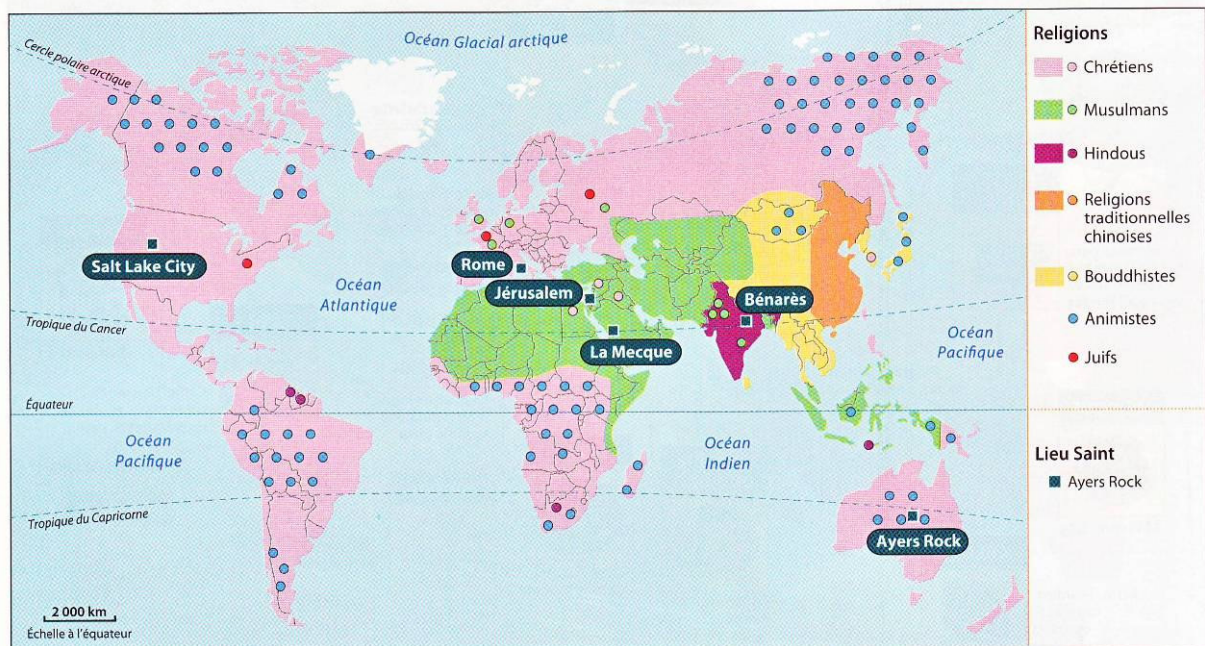 Océan Glacial arctique
Cercle polaire arctique
Salt Lake City
Rome
Jérusalem
Bénarès
Océan
Atlantique
La Mecque
Tropique du Cancer
Océan
Pacifique
Équateur
Océan
Pacifique
Océan
Indien
Tropique du Capricorne
Ayers Rock
2 000 km
Échelle à l'équateur
Religions
Chrétiens
Musulmans
Hindous
Religions
traditionnelles
chinoises
Bouddhistes
Animistes
Juifs
Lieu Saint
Ayers Rock